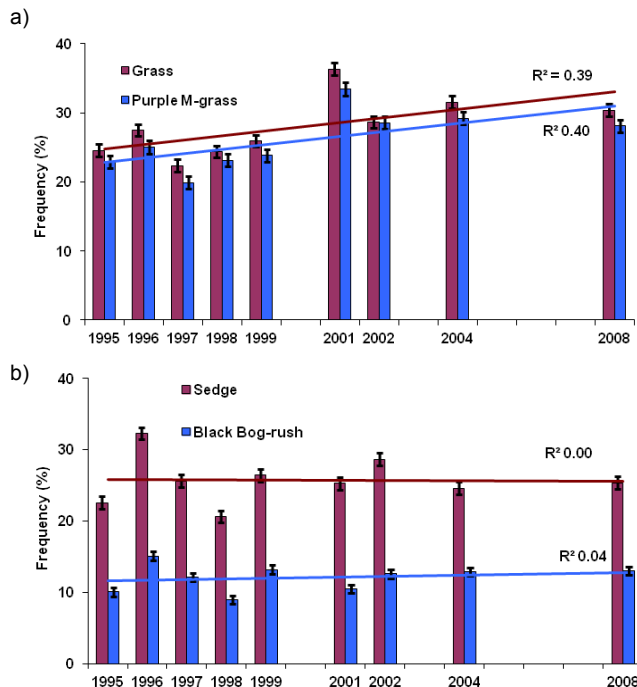 a)
40
30
20
10
0
Frequency (%)
Grass
Purple M-grass
R² = 0.39
R² 0.40
1995 1996 1997 1998 1999 2001 2002 2004 2008
b)
40
30
20
10
0
Frequency (%)
Sedge
Black Bog-rush
R² 0.00
R² 0.04
1995 1996 1997 1998 1999 2001 2002 2004 2008